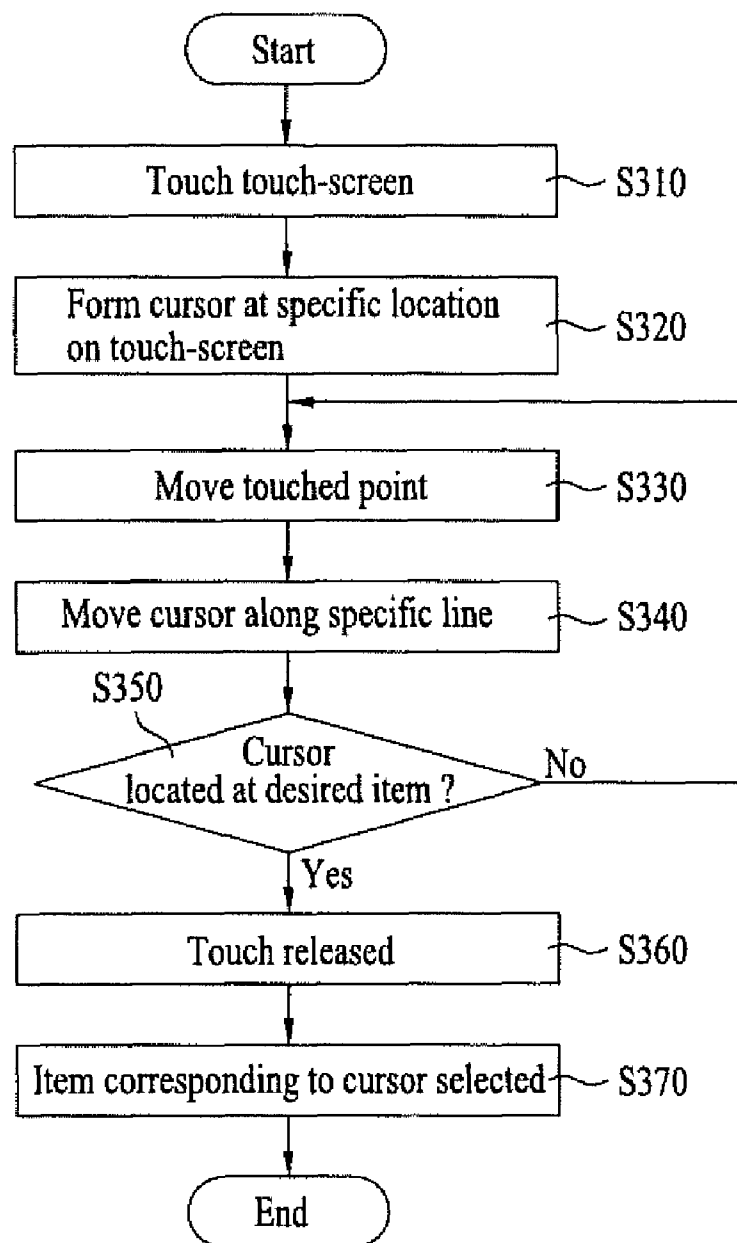 Start
Touch touch-screen
S310
Form cursor at specific location
on touch-screen
S320
Move touched point
S330
Move cursor along specific line
S340
S350
Cursor
located at desired item ?
No
Yes
Touch released
S360
Item corresponding to cursor selected
S370
End